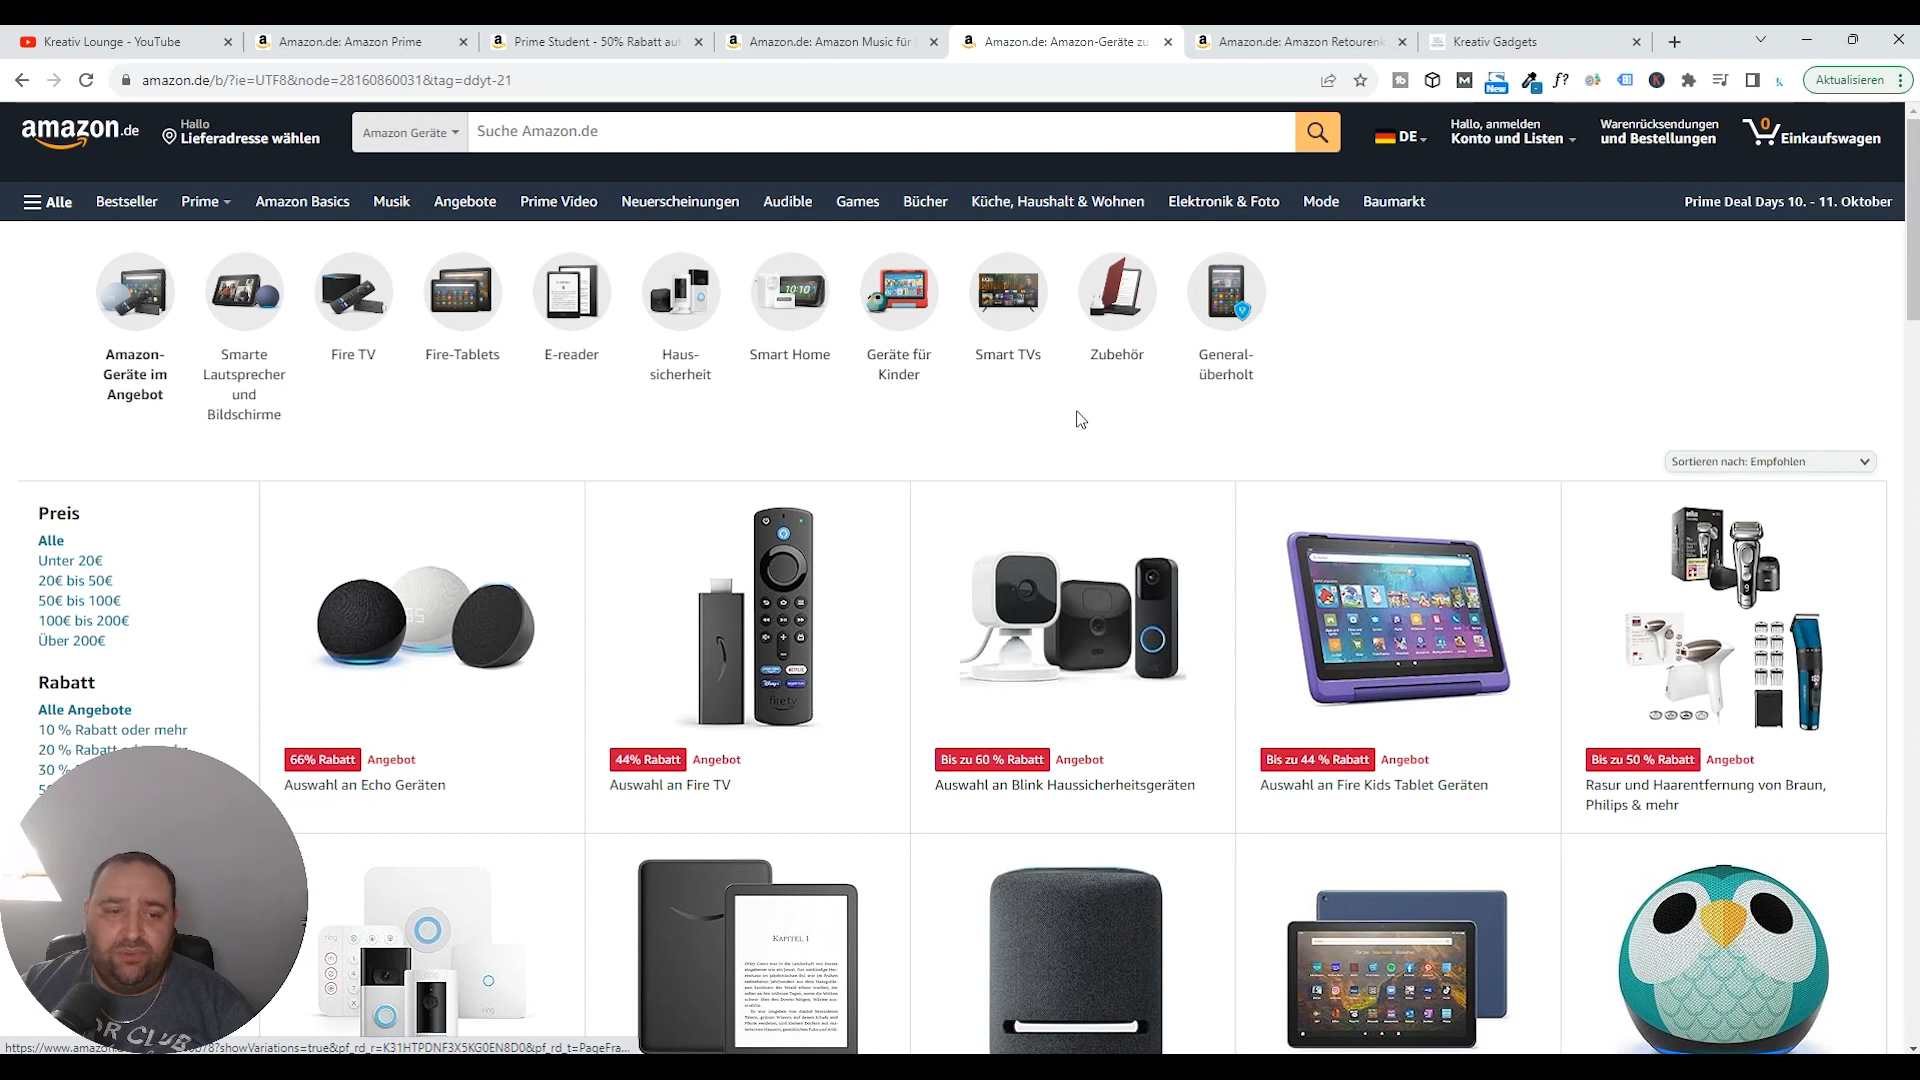 Kreativ Lounge - YouTube
Amazon.de: Amazon Prime
Prime Student - 50% Rabatt auf
Amazon.de: Amazon Music für
Amazon.de: Amazon-Geräte zu
Amazon.de: Amazon Retouren
Kreativ Gadgets
amazon.de/b/?ie=UTF8&node=28160860031&tag=ddyt-21
New
Aktualisieren
amazon.de
Hallo
Lieferadresse wählen
Amazon Geräte
Suche Amazon.de
DE
Hallo, anmelden
Konto und Listen
Warenrücksendungen
und Bestellungen
0
Einkaufswagen
Alle
Bestseller
Prime
Amazon Basics
Musik
Angebote
Prime Video
Neuerscheinungen
Audible
Games
Bücher
Küche, Haushalt & Wohnen
Elektronik & Foto
Mode
Baumarkt
Prime Deal Days 10. - 11. Oktober
Amazon-
Geräte im
Angebot
Smarte
Lautsprecher
und
Bildschirme
Fire TV
Fire-Tablets
E-reader
Haus-
sicherheit
Smart Home
Geräte für
Kinder
Smart TVs
Zubehör
General-
überholt
Sortieren nach: Empfohlen
Preis
Alle
Unter 20€
20€ bis 50€
50€ bis 100€
100€ bis 200€
Über 200€
Rabatt
Alle Angebote
10 % Rabatt oder mehr
20 % Rabatt
30 %
66% Rabatt Angebot
Auswahl an Echo Geräten
44% Rabatt Angebot
Auswahl an Fire TV
Bis zu 60 % Rabatt Angebot
Auswahl an Blink Haussicherheitsgeräten
Bis zu 44 % Rabatt Angebot
Auswahl an Fire Kids Tablet Geräten
Bis zu 50 % Rabatt Angebot
Rasur und Haarentfernung von Braun,
Philips & mehr
fire tv
10:10
ring
KAPITEL 1
OR CLUB
https://www.amazon.